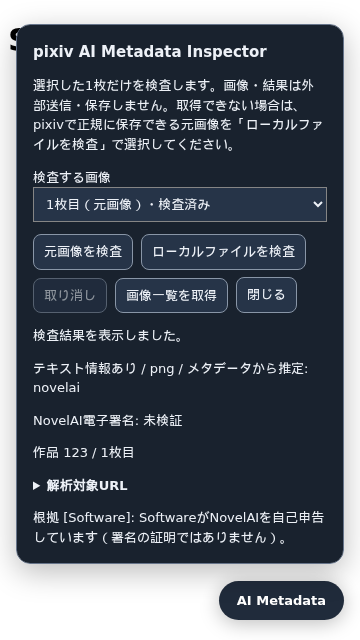 pixiv AI Metadata Inspector
選択した1枚だけを検査します。画像・結果は外
部送信・保存しません。取得できない場合は、
pixivで正規に保存できる元画像を「ローカルファ
イルを検査」で選択してください。
検査する画像
1枚目（元画像）・検査済み
元画像を検査
ローカルファイルを検査
取り消し
画像一覧を取得
閉じる
検査結果を表示しました。
テキスト情報あり / png / メタデータから推定:
novelai
NovelAI電子署名: 未検証
作品 123 / 1枚目
▶ 解析対象URL
根拠 [Software]: SoftwareがNovelAIを自己申告
しています（署名の証明ではありません）。
AI Metadata